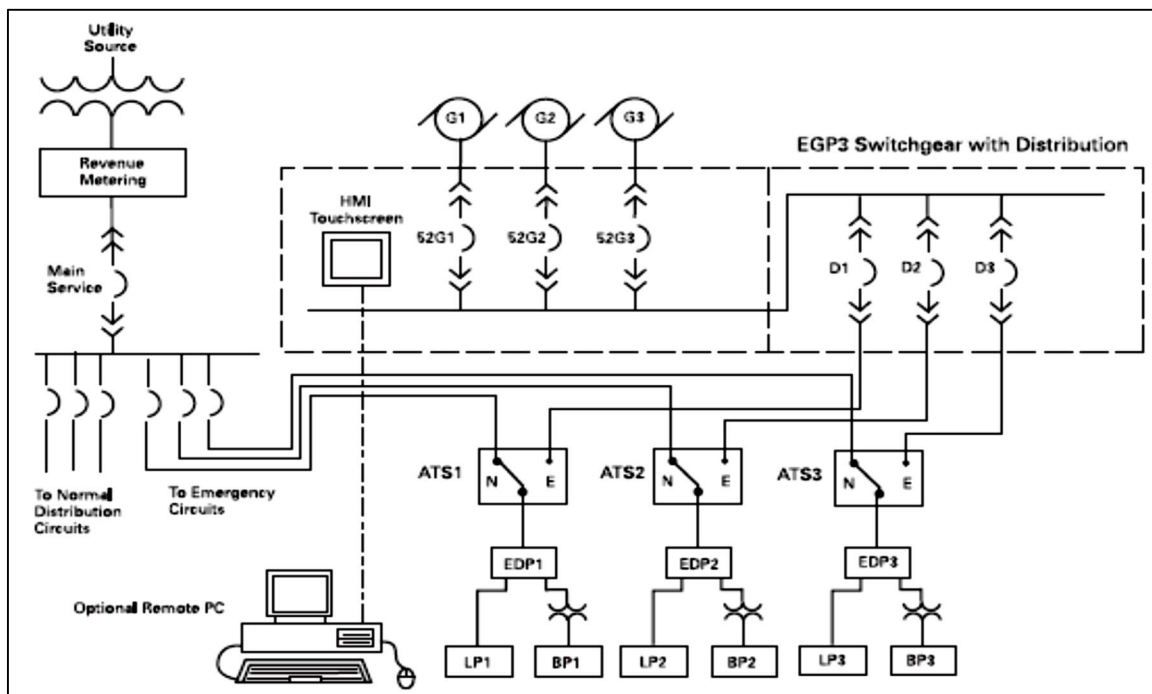 Utility
Source
Revenue
Metering
Main
Service
To Normal
Distribution
Circuits
To Emergency
Circuits
HMI
Touchscreen
G1
G2
G3
52G1
52G2
52G3
EGP3 Switchgear with Distribution
D1
D2
D3
ATS1
N
E
ATS2
N
E
ATS3
N
E
EDP1
EDP2
EDP3
LP1
BP1
LP2
BP2
LP3
BP3
Optional Remote PC